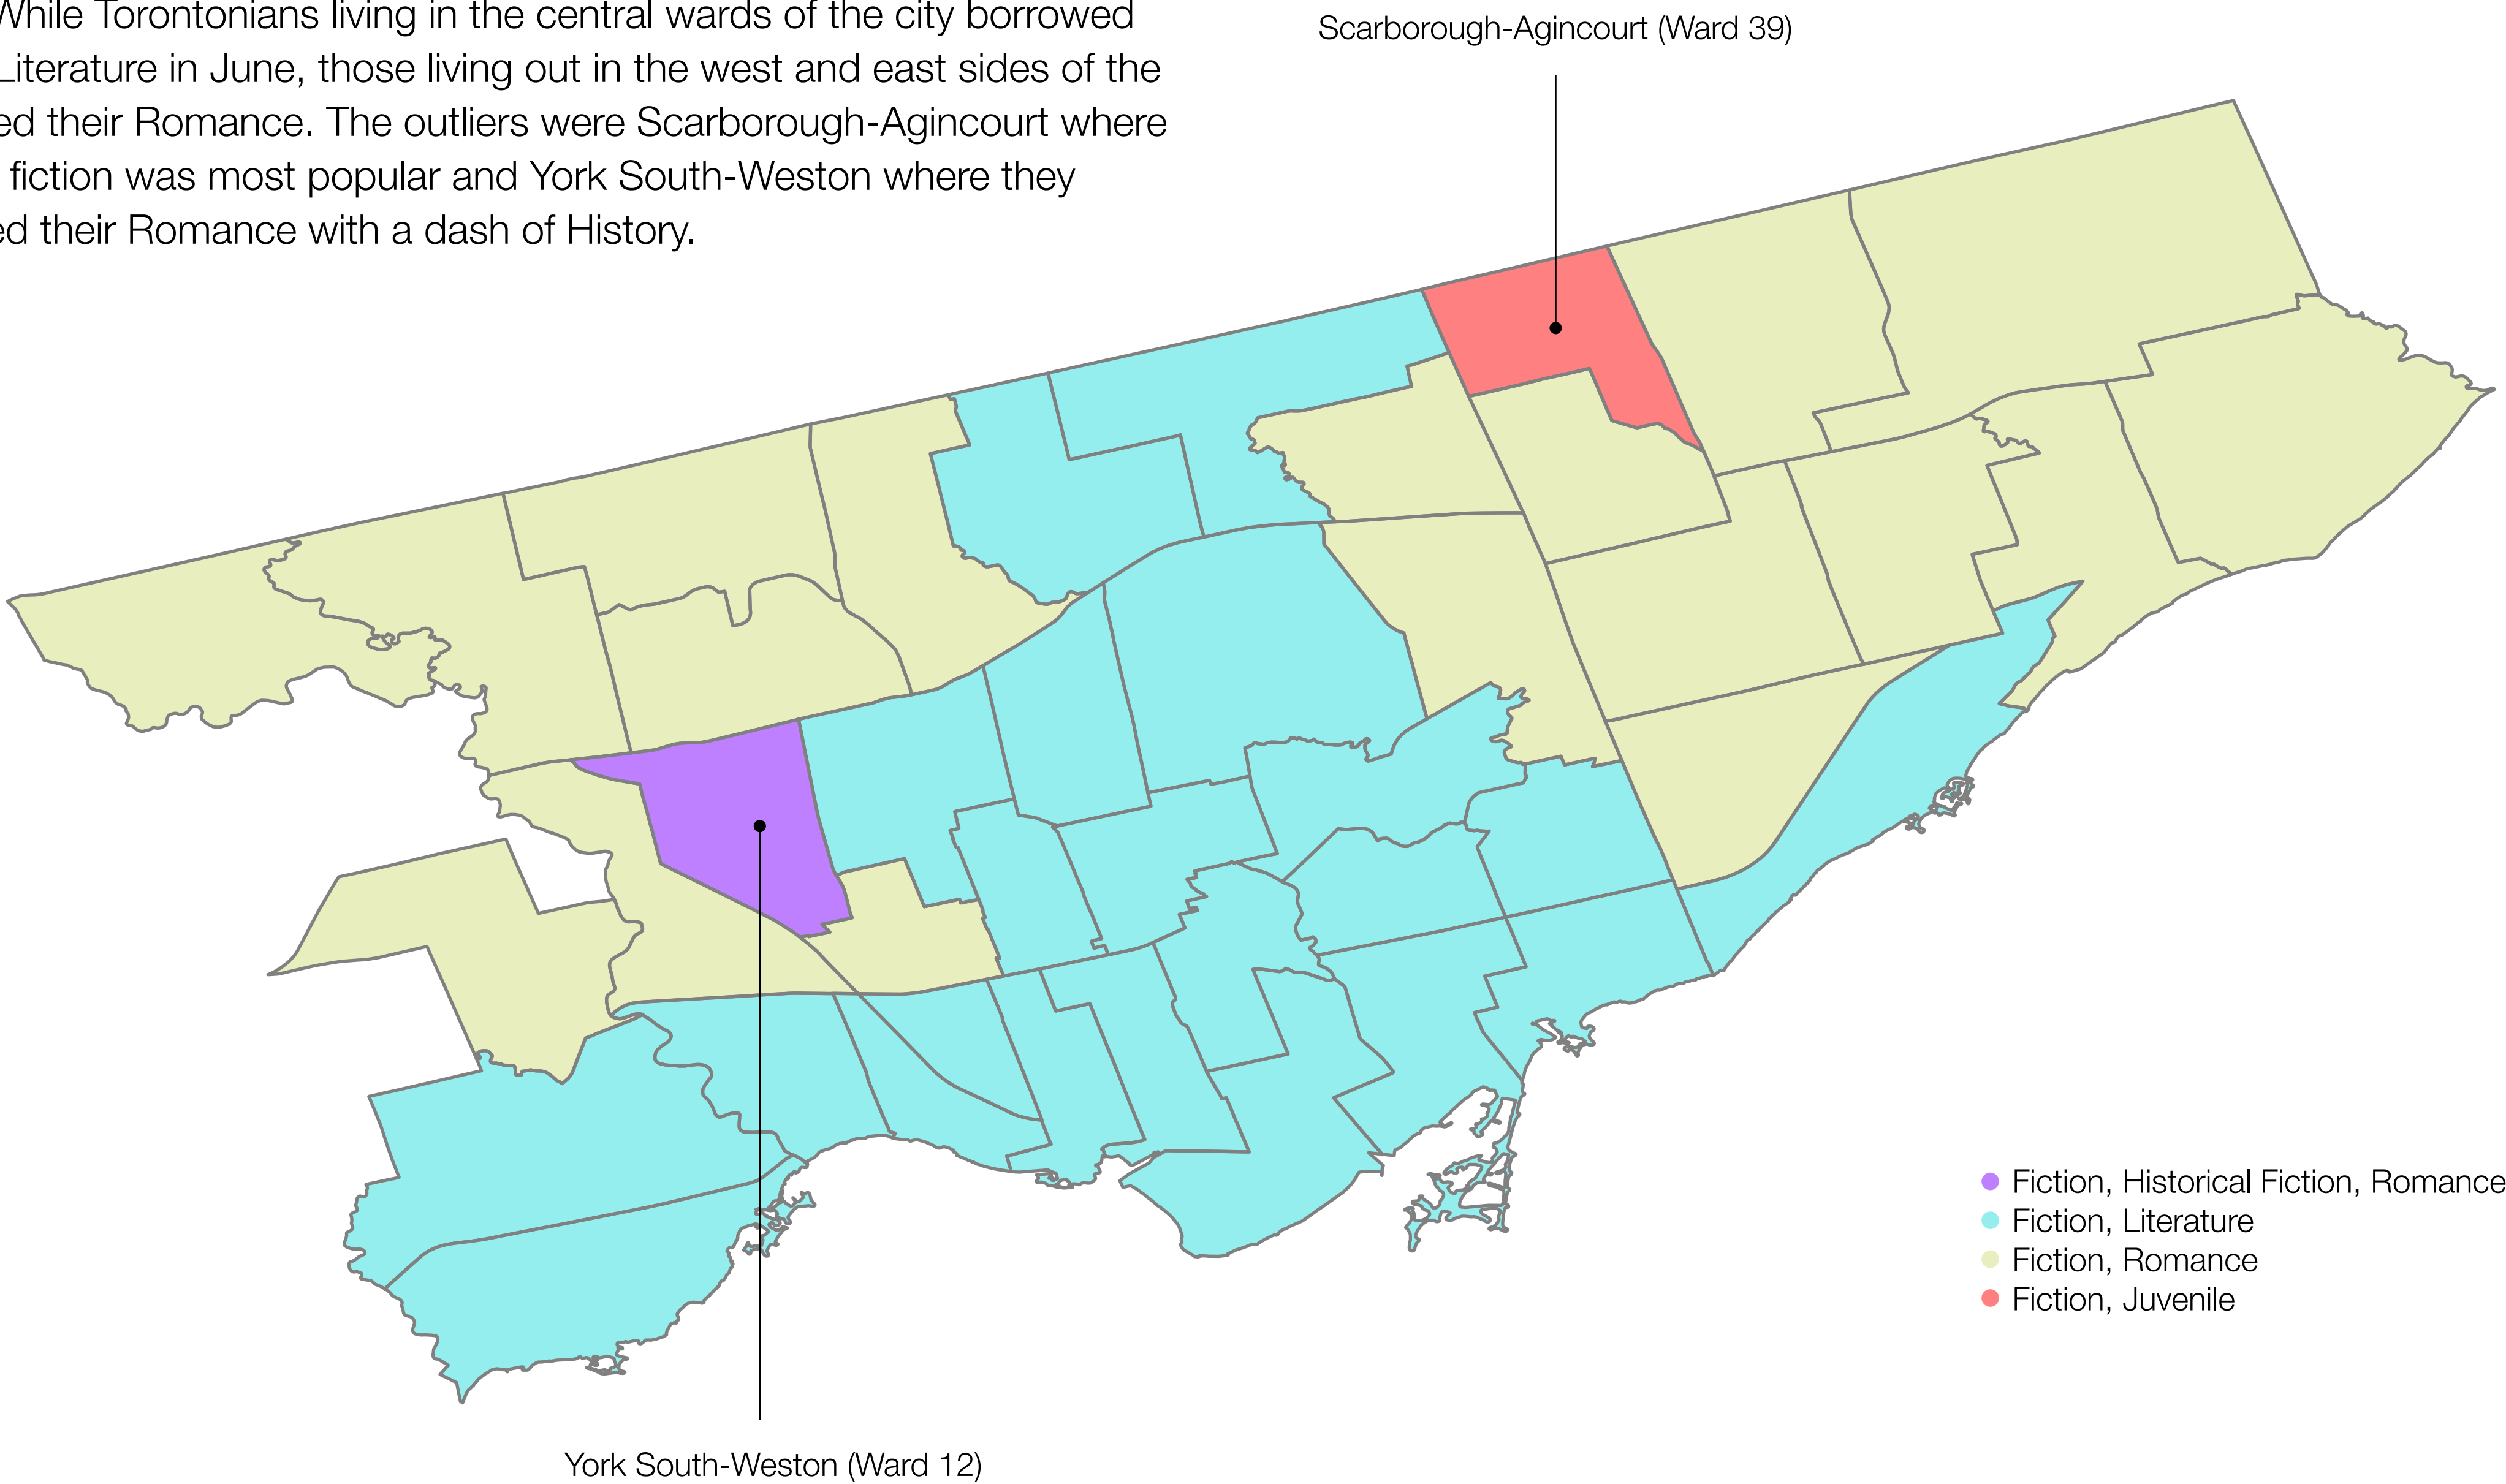 While Torontonians living in the central wards of the city borrowed
Literature in June, those living out in the west and east sides of the
ed their Romance. The outliers were Scarborough-Agincourt where
fiction was most popular and York South-Weston where they
ed their Romance with a dash of History.
Scarborough-Agincourt (Ward 39)
Fiction, Historical Fiction, Romance
Fiction, Literature
Fiction, Romance
Fiction, Juvenile
York South-Weston (Ward 12)